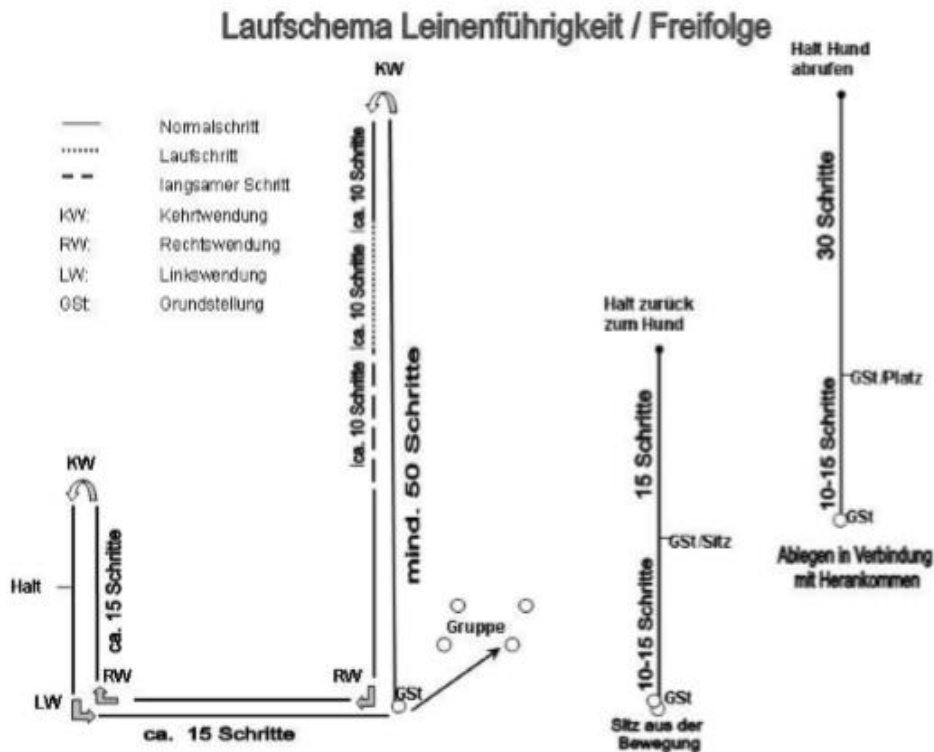 Laufschema Leinenführigkeit / Freifolge
KW
Normalschritt
Laufschritt
langsamer Schritt
KW: Kehrtwendung
RW: Rechtswendung
LW: Linkswendung
GSt: Grundstellung
ca. 10 Schritte
ca. 10 Schritte
ca. 10 Schritte
mind. 50 Schritte
KW
Halt
ca. 15 Schritte
RW
LW
RW
GSt
ca. 15 Schritte
Gruppe
Halt zurück
zum Hund
15 Schritte
GSt/Sitz
10-15 Schritte
GSt
Sitz aus der
Bewegung
Halt Hund
abrufen
30 Schritte
GSt/Platz
10-15 Schritte
GSt
Ablegen in Verbindung
mit Herankommen